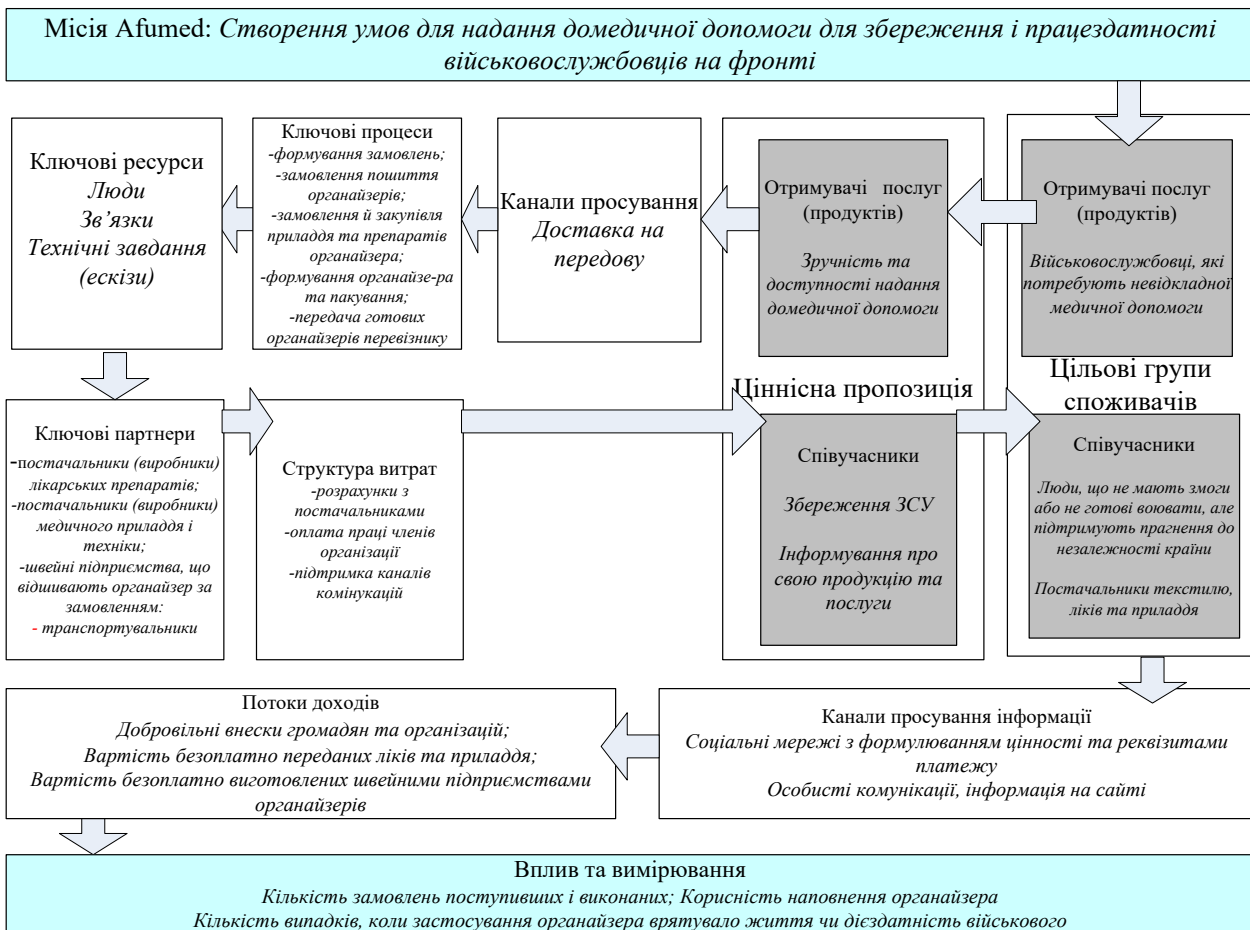 Місія Afumed: Створення умов для надання домедичної допомоги для збереження і працездатності
військовослужбовців на фронті
Ключові ресурси
Люди
Зв’язки
Технічні завдання
(ескізи)
Ключові процеси
-формування замовлень;
-замовлення пошиття
органайзерів;
-замовлення й закупівля
приладдя та препаратів
органайзера;
-формування органайзе-ра
та пакування;
-передача готових
органайзерів перевізнику
Канали просування
Доставка на
передову
Отримувачі послуг
(продуктів)
Зручність та
доступності надання
домедичної допомоги
Отримувачі послуг
(продуктів)
Військовослужбовці, які
потребують невідкладної
медичної допомоги
Ціннісна пропозиція
Цільові групи
споживачів
Ключові партнери
-постачальники (виробники)
лікарських препаратів;
-постачальники (виробники)
медичного приладдя і
техніки;
-швейні підприємства, що
відшивають органайзер за
замовленням:
- транспортувальники
Структура витрат
-розрахунки з
постачальниками
-оплата праці членів
організації
-підтримка каналів
комінукацій
Співучасники
Збереження ЗСУ
Інформування про
свою продукцію та
послуги
Співучасники
Люди, що не мають змоги
або не готові воювати, але
підтримують прагнення до
незалежності країни
Постачальники текстилю,
ліків та приладдя
Потоки доходів
Добровільні внески громадян та організацій;
Вартість безоплатно переданих ліків та приладдя;
Вартість безоплатно виготовлених швейними підприємствами
органайзерів
Канали просування інформації
Соціальні мережі з формулюванням цінності та реквізитами
платежу
Особисті комунікації, інформація на сайті
Вплив та вимірювання
Кількість замовлень поступивших і виконаних; Корисність наповнення органайзера
Кількість випадків, коли застосування органайзера врятувало життя чи дієздатність військового